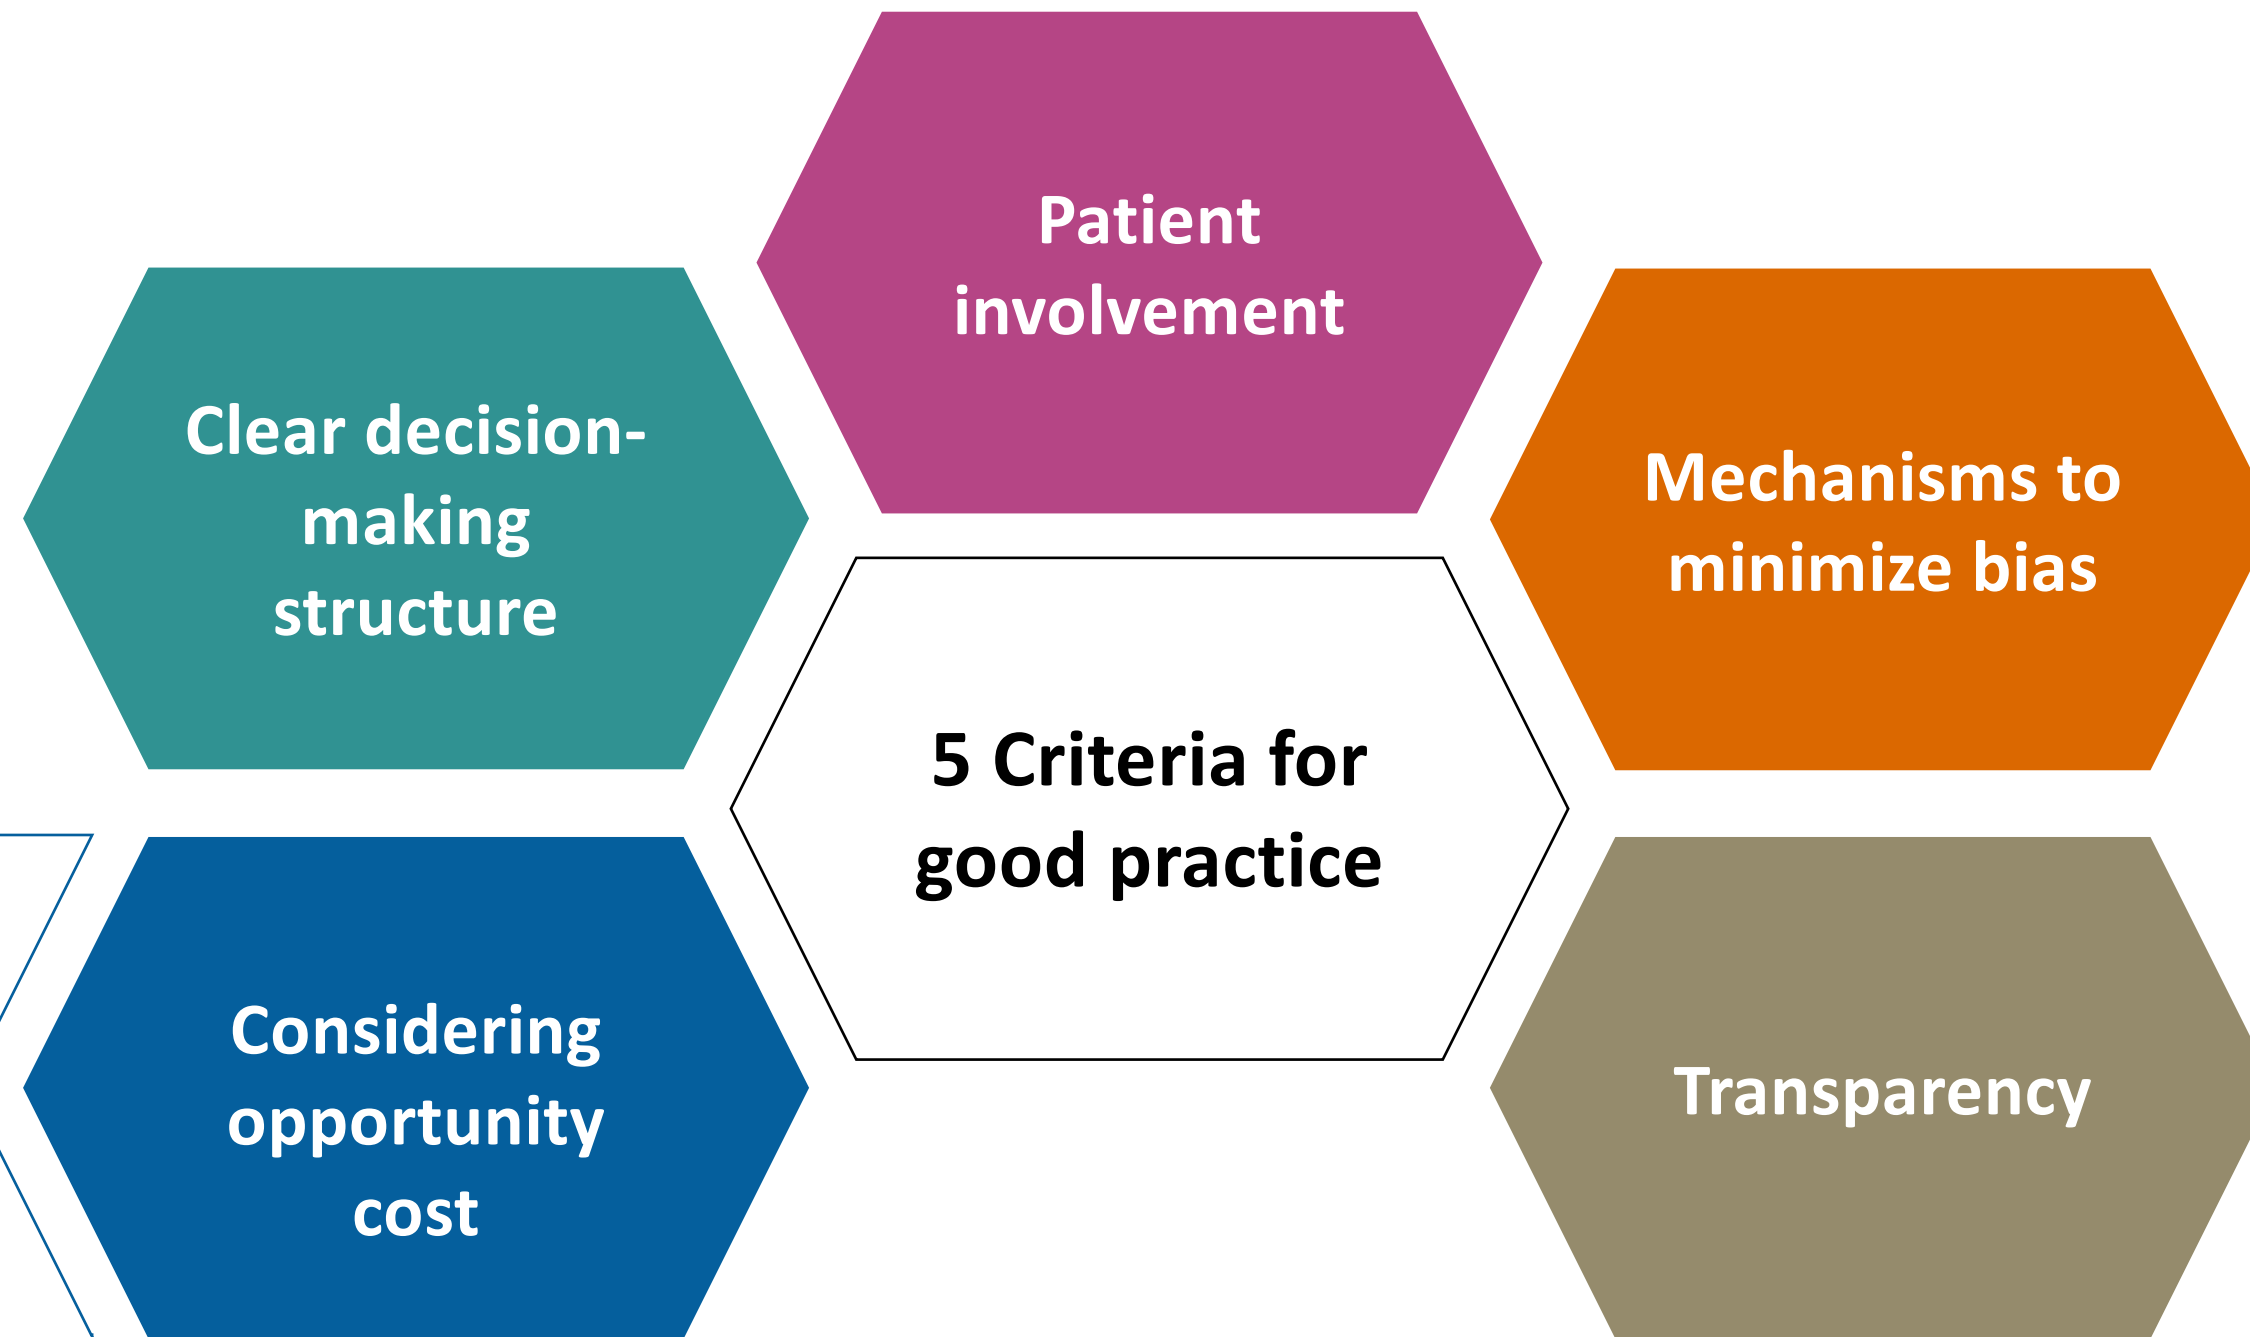 Patient
involvement
Clear decision-
making
structure
Mechanisms to
minimize bias
5 Criteria for
good practice
Considering
opportunity
cost
Transparency